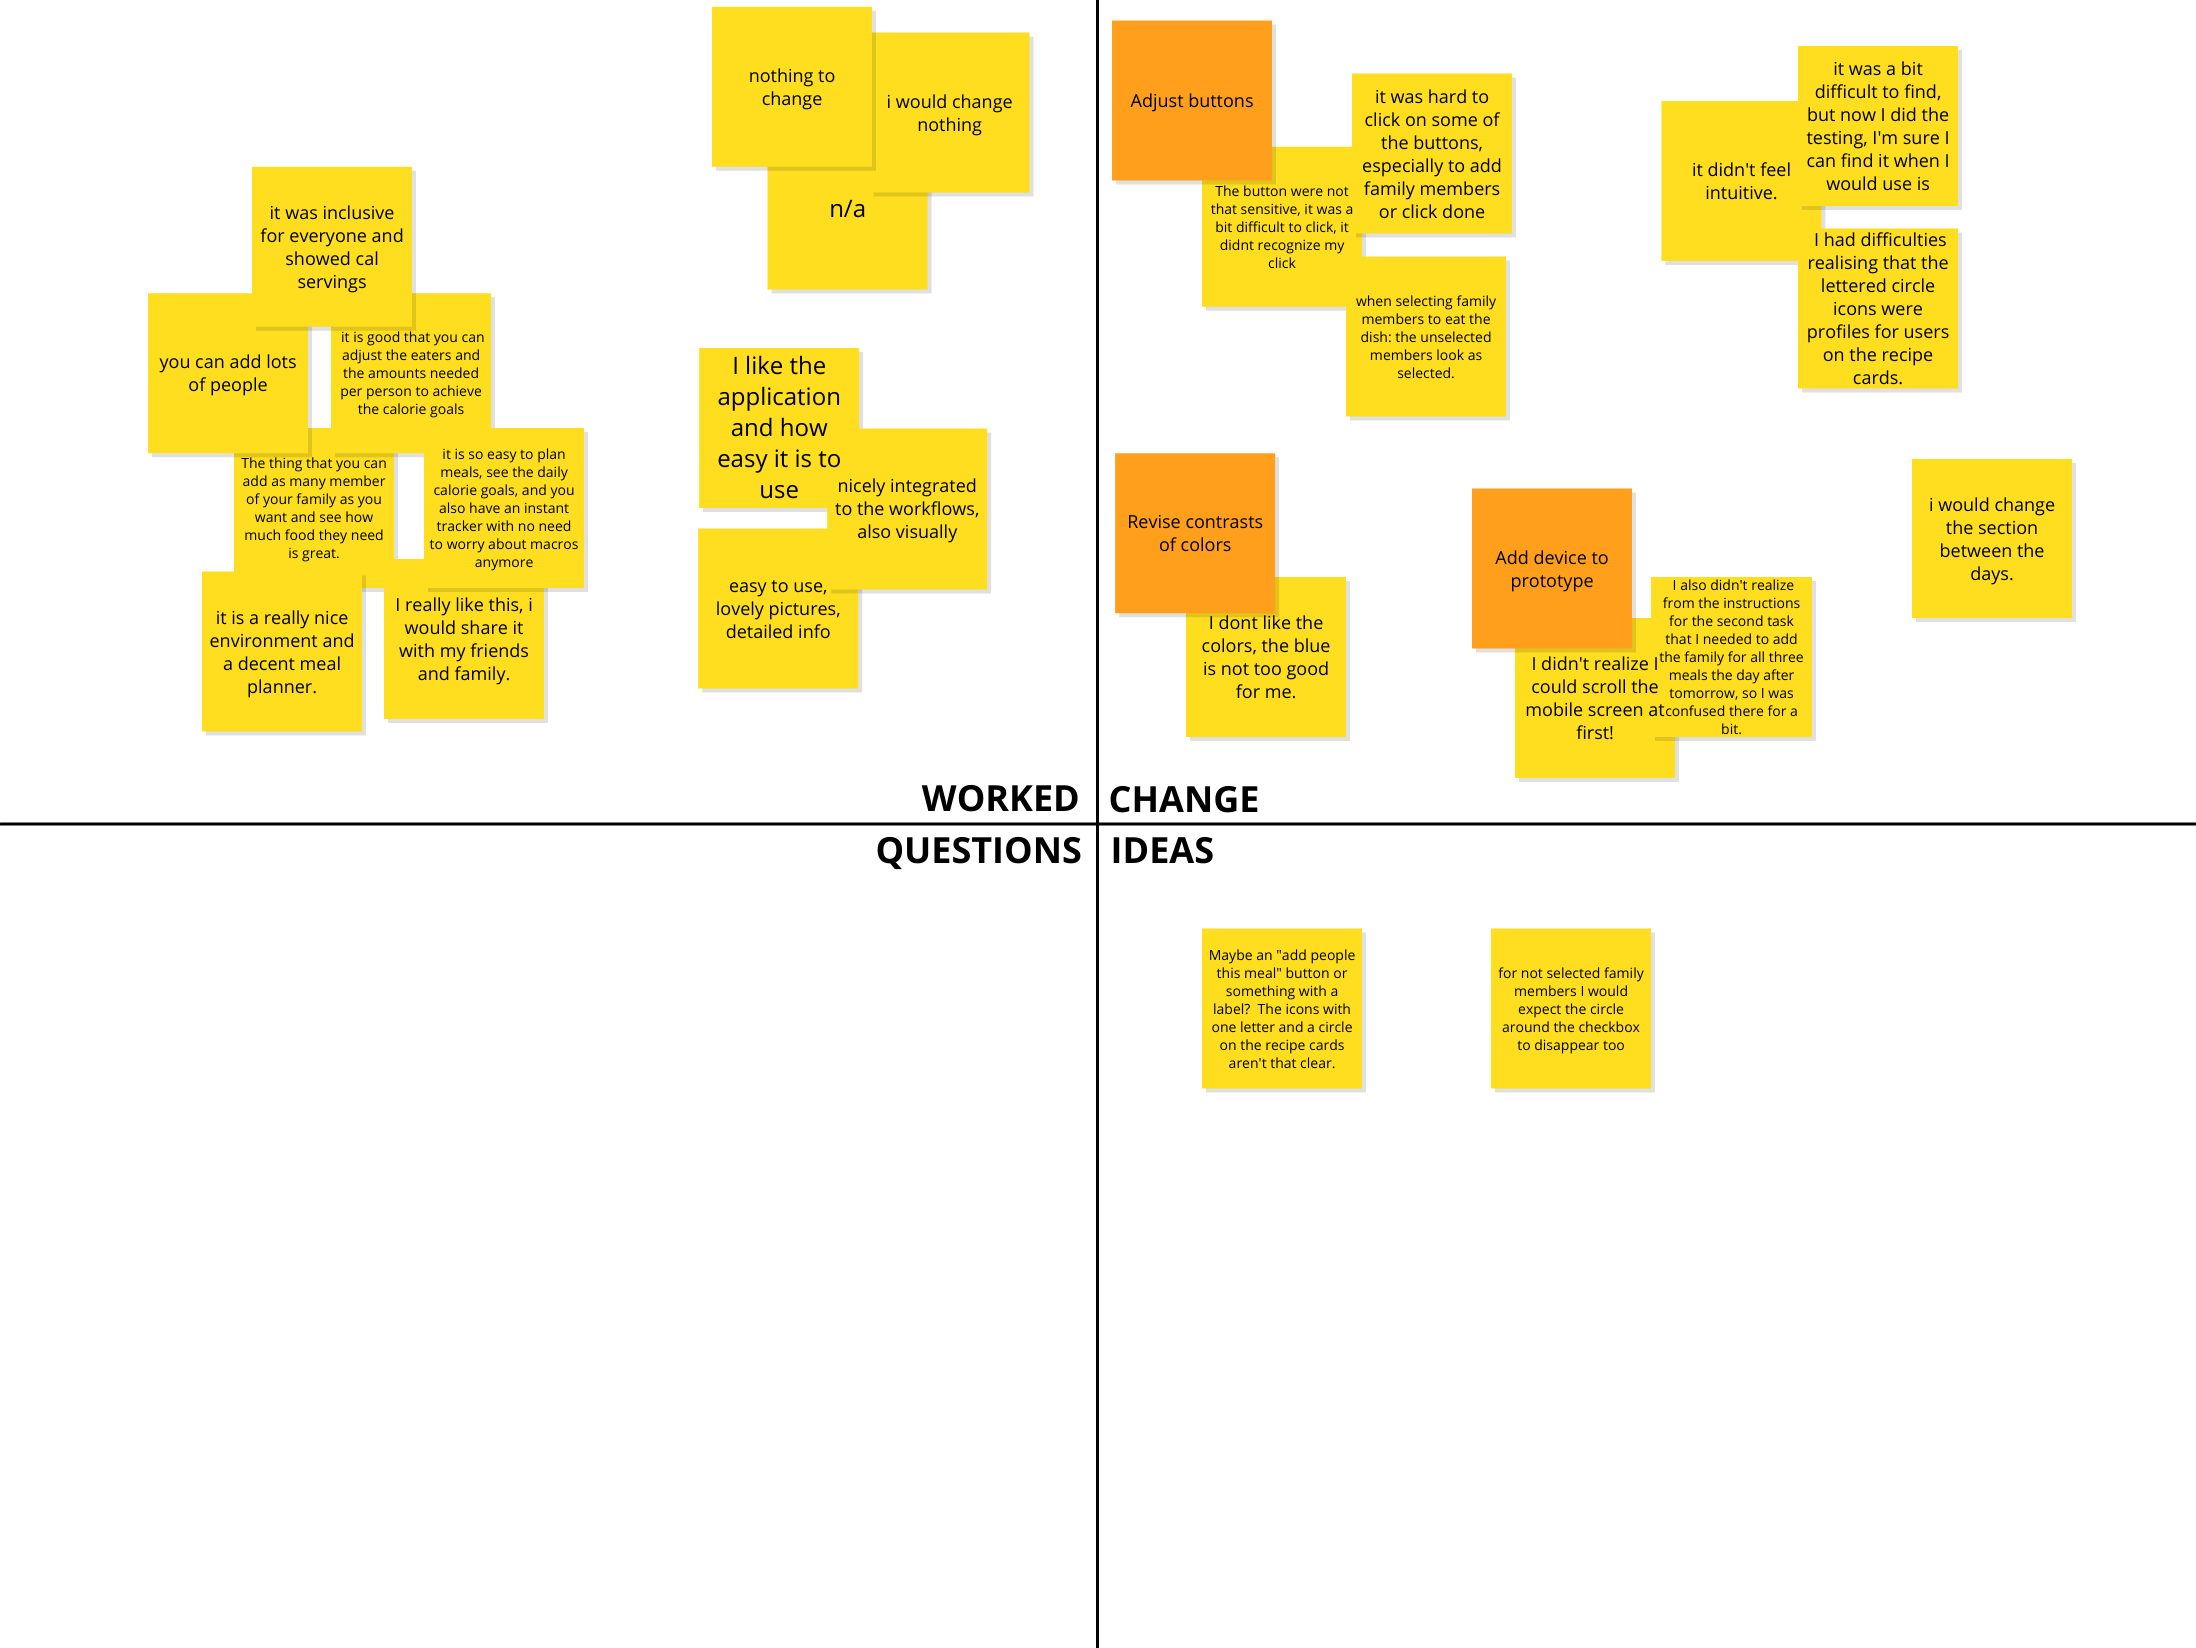 nothing to
change
i would change
nothing
n/a
it was inclusive
for everyone and
showed cal
servings
you can add lots
of people
it is good that you can
adjust the eaters and
the amounts needed
per person to achieve
the calorie goals
The thing that you can
add as many member
of your family as you
want and see how
much food they need
is great.
it is so easy to plan
meals, see the daily
calorie goals, and you
also have an instant
tracker with no need
to worry about macros
anymore
it is a really nice
environment and
a decent meal
planner.
I really like this, i
would share it
with my friends
and family.
I like the
application
and how
easy it is to
use
nicely integrated
to the workflows,
also visually
easy to use,
lovely pictures,
detailed info
WORKED
Adjust buttons
The button were not
that sensitive, it was a
bit difficult to click, it
didnt recognize my
click
it was hard to
click on some of
the buttons,
especially to add
family members
or click done
when selecting family
members to eat the
dish: the unselected
members look as
selected.
it didn't feel
intuitive.
it was a bit
difficult to find,
but now I did the
testing, I'm sure I
can find it when I
would use is
I had difficulties
realising that the
lettered circle
icons were
profiles for users
on the recipe
cards.
Revise contrasts
of colors
I dont like the
colors, the blue
is not too good
for me.
Add device to
prototype
I didn't realize I
could scroll the
mobile screen at
first!
I also didn't realize
from the instructions
for the second task
that I needed to add
the family for all three
meals the day after
tomorrow, so I was
confused there for a
bit.
i would change
the section
between the
days.
CHANGE
QUESTIONS
IDEAS
Maybe an "add people
this meal" button or
something with a
label?  The icons with
one letter and a circle
on the recipe cards
aren't that clear.
for not selected family
members I would
expect the circle
around the checkbox
to disappear too